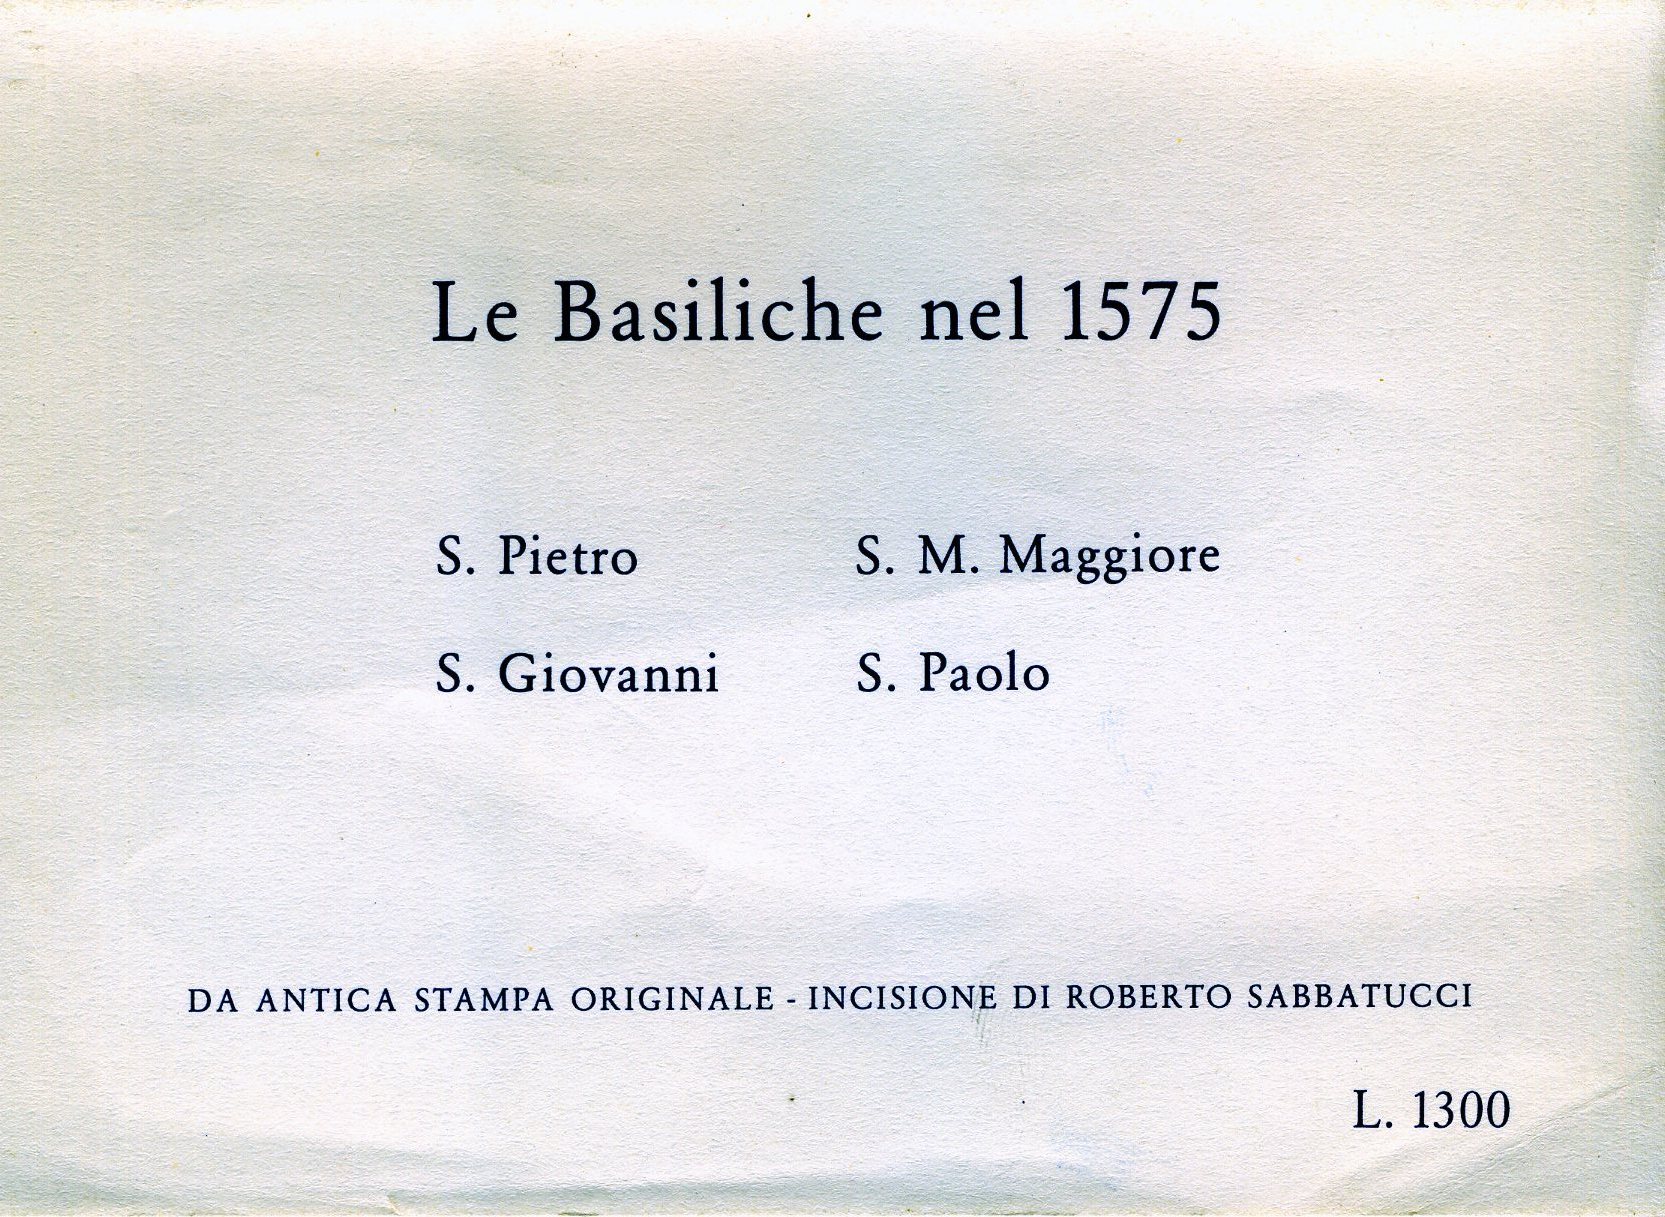 Le Basiliche nel 1575
S. Pietro S. M. Maggiore
S. Giovanni S. Paolo
DA ANTICA STAMPA ORIGINALE - INCISIONE DI ROBERTO SABBATUCCI
L. 1300